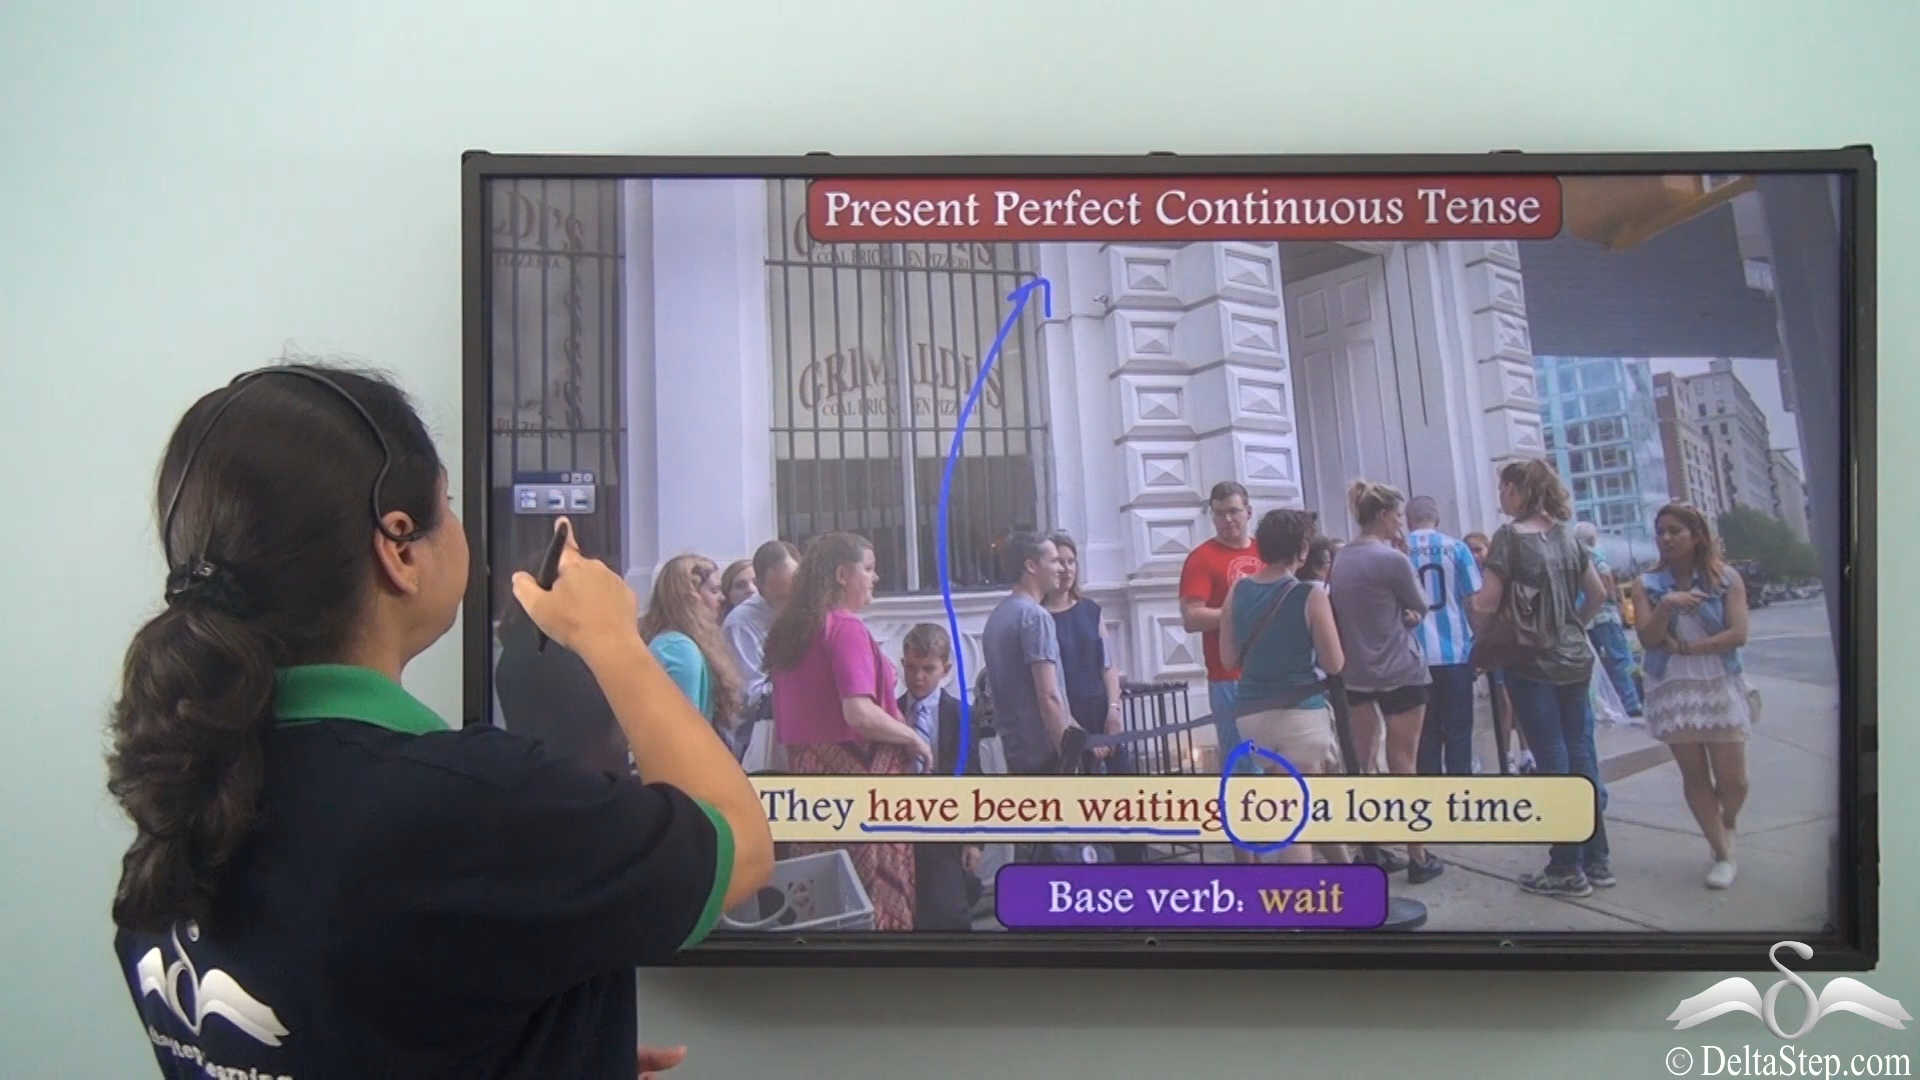 Present Perfect Continuous Tense
GRIMALDI'S
They have been waiting for a long time.
Base verb: wait
© DeltaStep.com